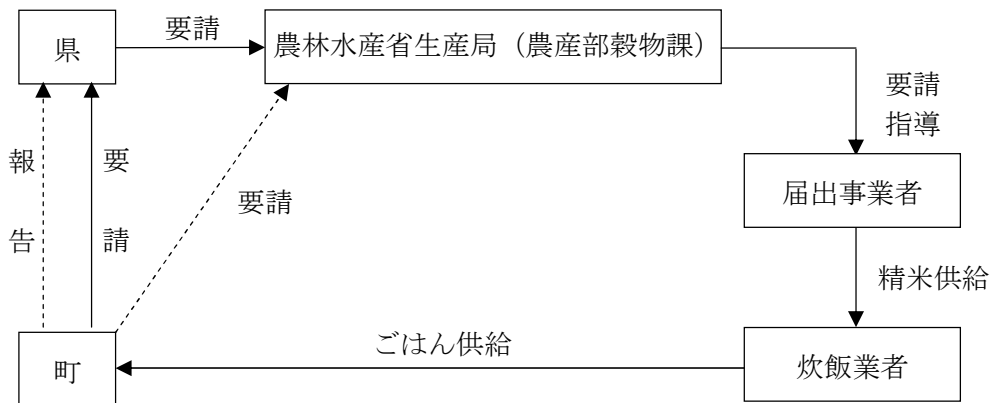 県
要請
農林水産省生産局（農産部穀物課）
要請
指導
報告
要請
要請
届出事業者
精米供給
ごはん供給
町
炊飯業者